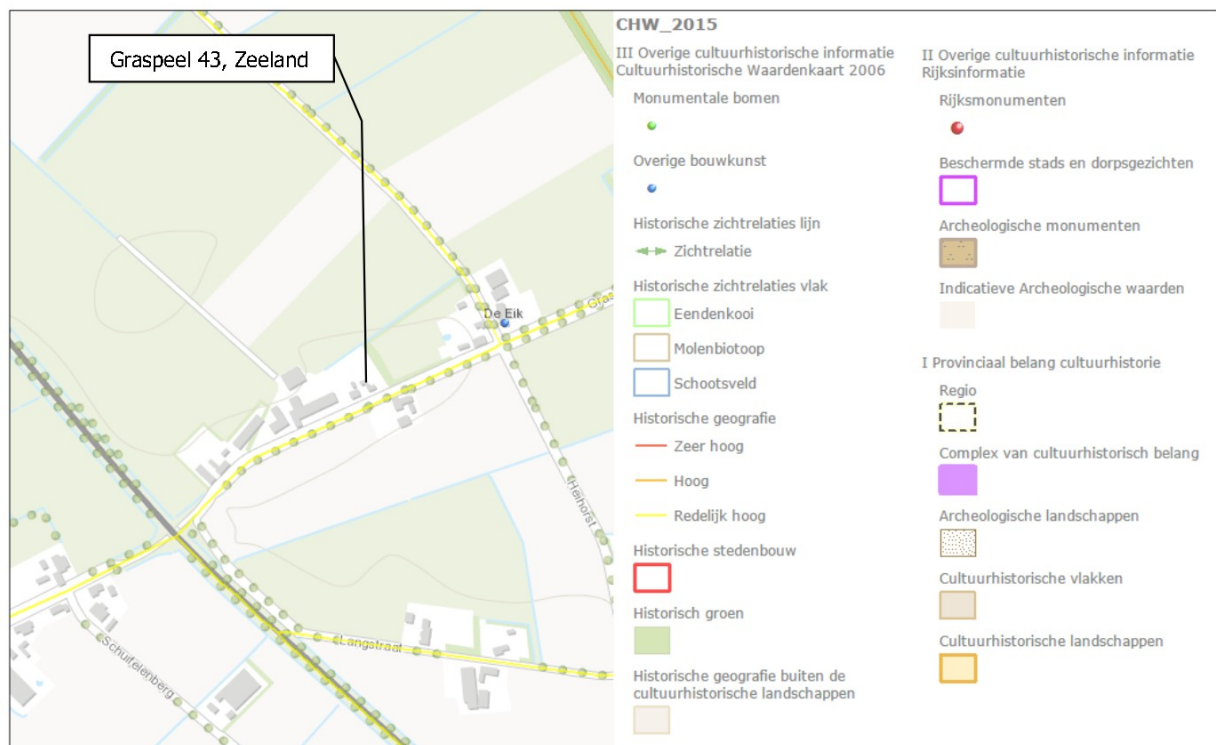 Graspeel 43, Zeeland
De Eik
Gras
Heihorst
Langstraat
Schuifelenberg
CHW_2015
III Overige cultuurhistorische informatie
Cultuurhistorische Waardenkaart 2006
Monumentale bomen
Overige bouwkunst
Historische zichtrelaties lijn
Zichtrelatie
Historische zichtrelaties vlak
Eendenkooi
Molenbiotoop
Schootsveld
Historische geografie
Zeer hoog
Hoog
Redelijk hoog
Historische stedenbouw
Historisch groen
Historische geografie buiten de
cultuurhistorische landschappen
II Overige cultuurhistorische informatie
Rijksinformatie
Rijksmonumenten
Beschermde stads en dorpsgezichten
Archeologische monumenten
Indicatieve Archeologische waarden
I Provinciaal belang cultuurhistorie
Regio
Complex van cultuurhistorisch belang
Archeologische landschappen
Cultuurhistorische vlakken
Cultuurhistorische landschappen